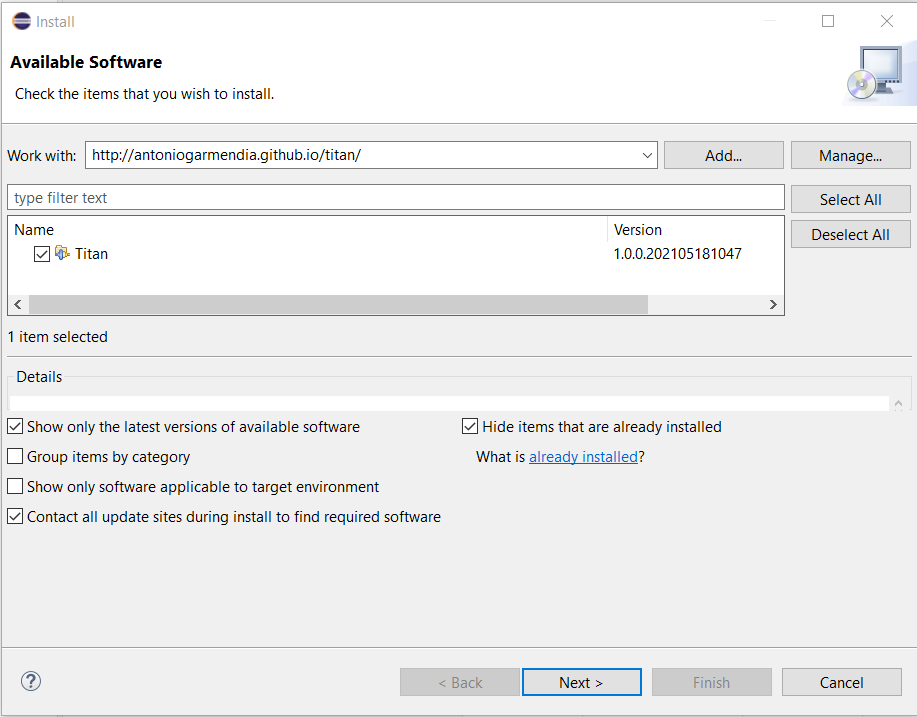 Install
Available Software
Check the items that you wish to install.
Work with: http://antoniogarmendia.github.io/titan/ Add... Manage...
type filter text Select All
Name Version Deselect All
Titan 1.0.0.202105181047
1 item selected
Details
Show only the latest versions of available software Hide items that are already installed
Group items by category What is already installed?
Show only software applicable to target environment
Contact all update sites during install to find required software
? < Back Next > Finish Cancel